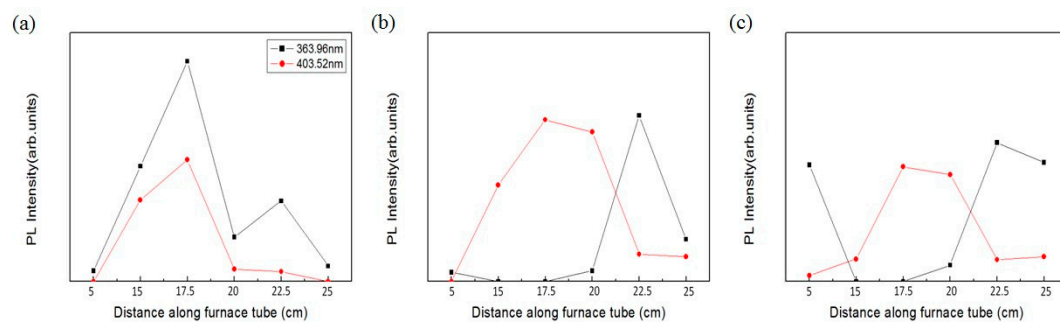 (a)
PL Intensity(arb.units)
363.96nm
403.52nm
5 15 17.5 20 22.5 25
Distance along furnace tube (cm)
(b)
PL Intensity(arb.units)
5 15 17.5 20 22.5 25
Distance along furnace tube (cm)
(c)
PL Intensity(arb.units)
5 15 17.5 20 22.5 25
Distance along furnace tube (cm)